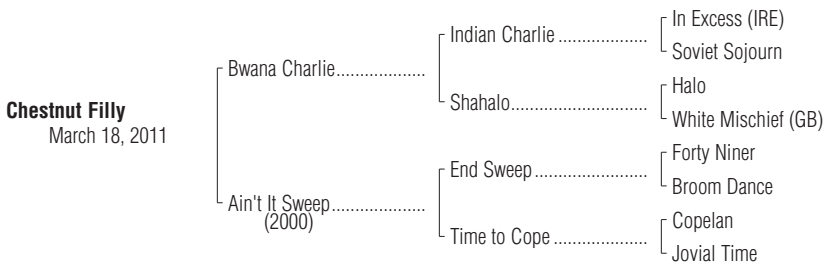 In Excess (IRE)
Indian Charlie ....................
Soviet Sojourn
Bwana Charlie...................
Halo
Shahalo..............................
White Mischief (GB)
Chestnut Filly
March 18, 2011
Forty Niner
End Sweep .........................
Broom Dance
Ain't It Sweep....................
(2000)
Copelan
Time to Cope .....................
Jovial Time